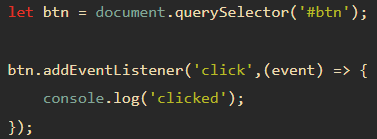 let btn = document.querySelector('#btn');
btn.addEventListener('click',(event) => {
console.log('clicked');
});